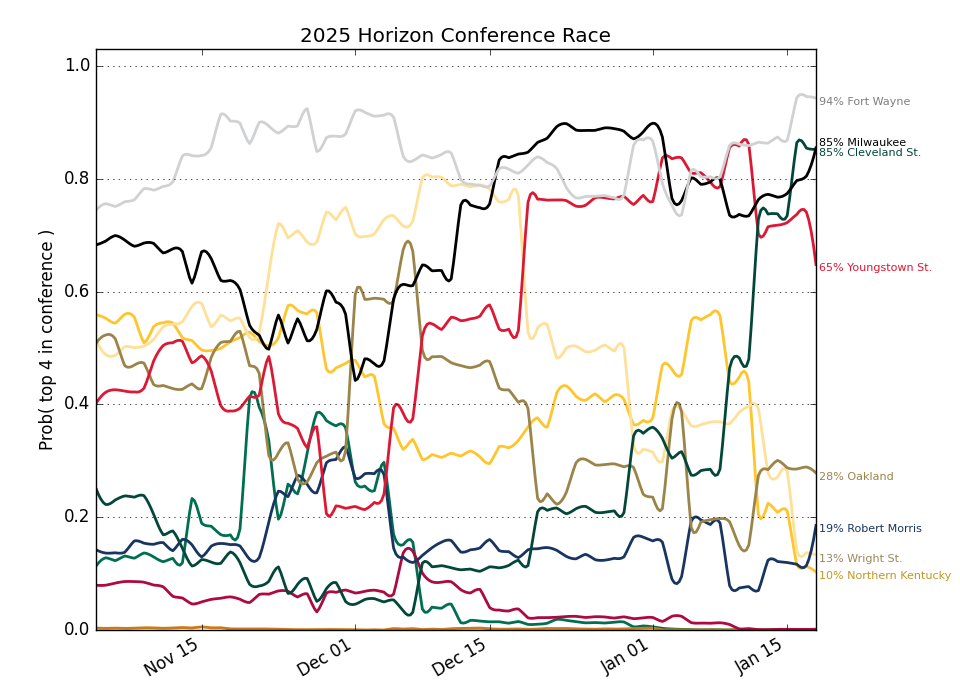 2025 Horizon Conference Race
Prob( top 4 in conference )
1.0
0.8
0.6
0.4
0.2
0.0
Nov 15
Dec 01
Dec 15
Jan 01
Jan 15
94% Fort Wayne
85% Milwaukee
85% Cleveland St.
65% Youngstown St.
28% Oakland
19% Robert Morris
13% Wright St.
10% Northern Kentucky